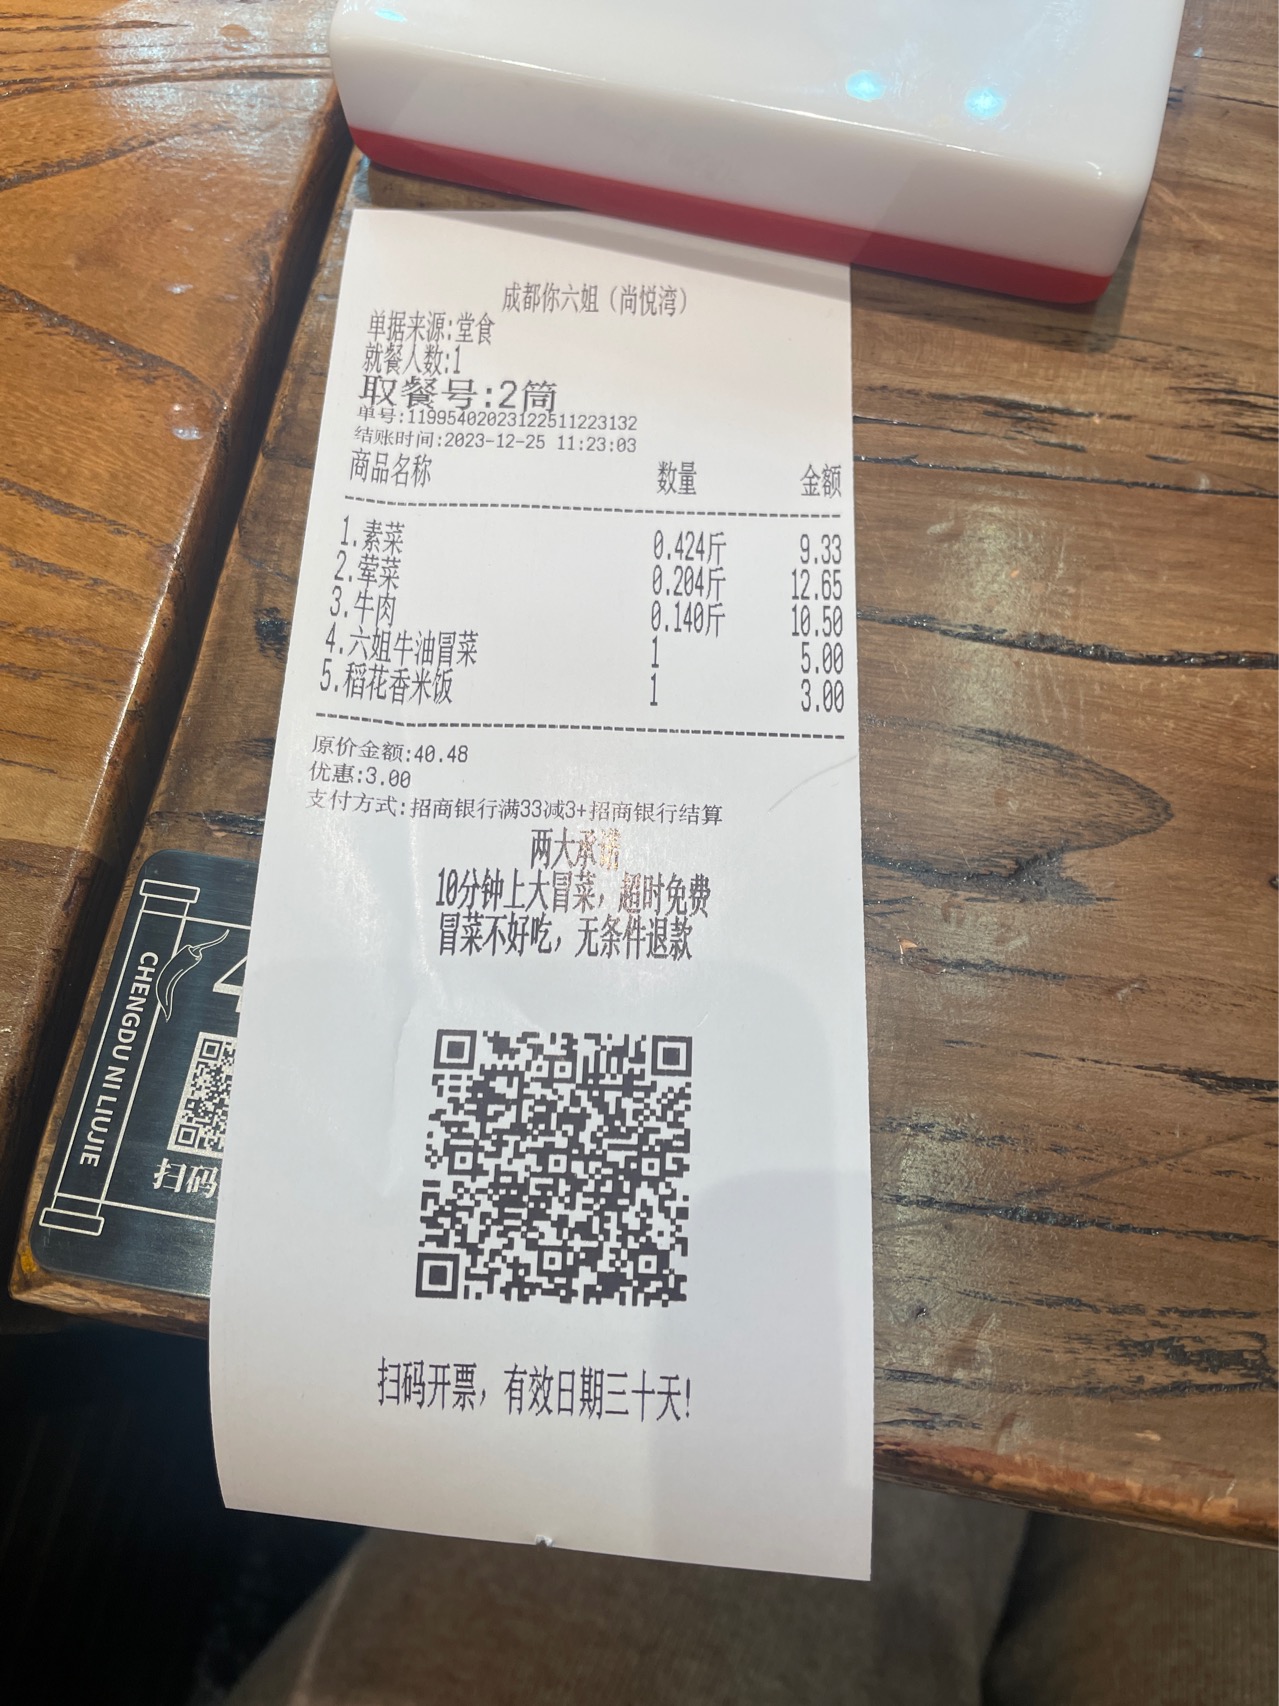 成都你六姐（尚悦湾）
单据来源:堂食
就餐人数:1
取餐号:2筒
单号:11995402023122511223132
结账时间:2023-12-25 11:23:03
商品名称 数量 金额
1.素菜 0.424斤 9.33
2.荤菜 0.204斤 12.65
3.牛肉 0.140斤 10.50
4.六姐牛油冒菜 1 5.00
5.稻花香米饭 1 3.00
原价金额:40.48
优惠:3.00
支付方式:招商银行满33减3+招商银行结算
两大承诺
10分钟上大冒菜，超时免费
冒菜不好吃，无条件退款
扫码开票，有效日期三十天!
CHENGDU NI LIUJIE
扫码